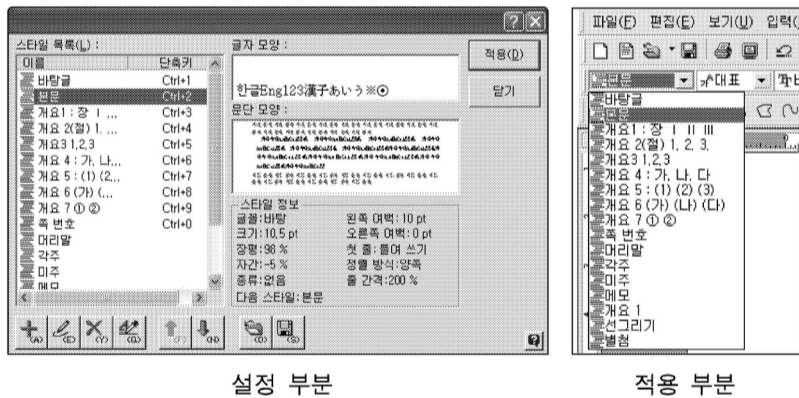 스타일 목록(L) :
이름 단축키
바탕글 Ctrl+1
본문 Ctrl+2
개요1 : 장 Ⅰ ... Ctrl+3
개요 2(절) 1, ... Ctrl+4
개요3 1,2,3 Ctrl+5
개요 4 : 가, 나... Ctrl+6
개요 5 : (1) (2... Ctrl+7
개요 6 (가) (... Ctrl+8
개요 7 ① ② Ctrl+9
쪽 번호 Ctrl+0
머리말
각주
미주
메모
(A) (E) (Y) (G) (P) (N) (O) (S)
글자 모양 :
한글Eng123漢子あいう※⊙
문단 모양 :
스타일 정보
글꼴:바탕 왼쪽 여백: 10 pt
크기:10,5 pt 오른쪽 여백:0 pt
장평:98 % 첫 줄:들여 쓰기
자간:-5 % 정렬 방식:양쪽
종류:없음 줄 간격:200 %
다음 스타일:본문
적용(D)
닫기
설정 부분
파일(F) 편집(E) 보기(U) 입력(
본문 대표
바탕글
본문
개요1 : 장 Ⅰ Ⅱ Ⅲ
개요 2(절) 1, 2, 3,
개요3 1,2,3
개요 4 : 가, 나, 다
개요 5 : (1) (2) (3)
개요 6 (가) (나) (다)
개요 7 ① ②
쪽 번호
머리말
각주
미주
메모
개요 1
선그리기
별첨
적용 부분